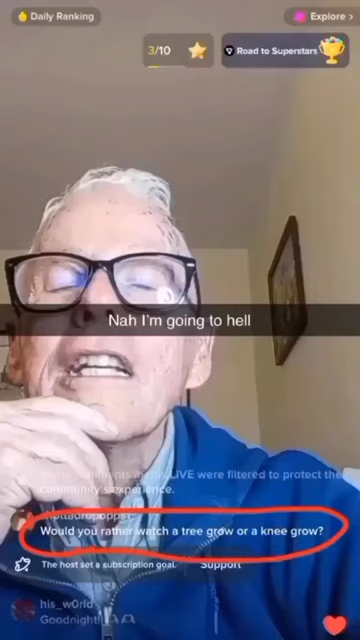 Daily Ranking
Explore >
3/10
Road to Superstars
Nah I'm going to hell
LIVE were filtered to protect the
community's experience.
Would you rather watch a tree grow or a knee grow?
The host set a subscription goal.
Support
his_w0rld
Goodnight!